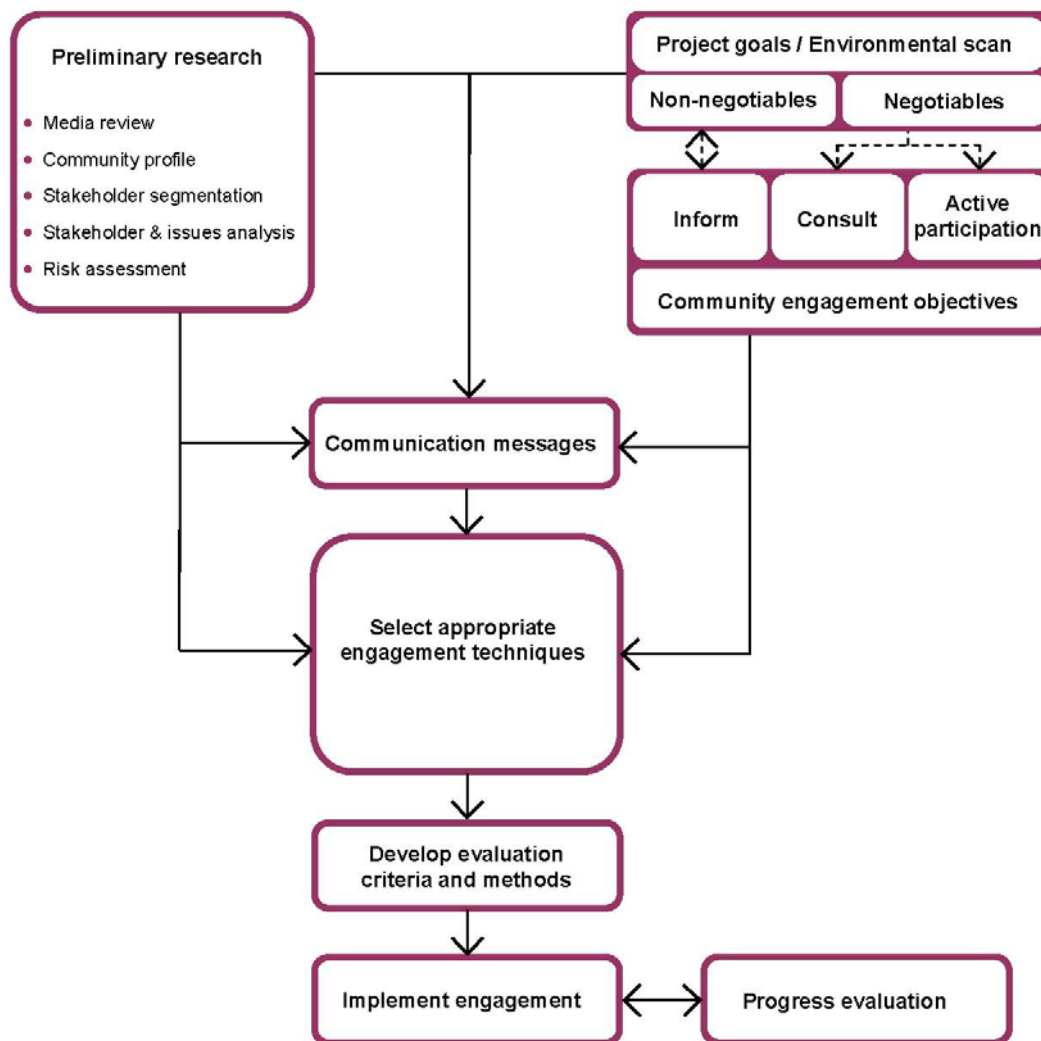 Preliminary research
• Media review
• Community profile
• Stakeholder segmentation
• Stakeholder & issues analysis
• Risk assessment
Project goals / Environmental scan
Non-negotiables
Negotiables
Inform
Consult
Active
participation
Community engagement objectives
Communication messages
Select appropriate
engagement techniques
Develop evaluation
criteria and methods
Implement engagement
Progress evaluation